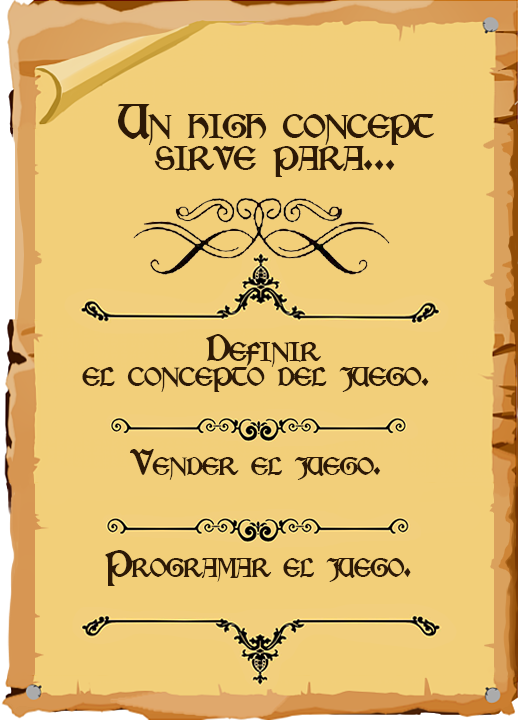 Un high concept
sirve para...
Definir
el concepto del juego.
Vender el juego.
Programar el juego.